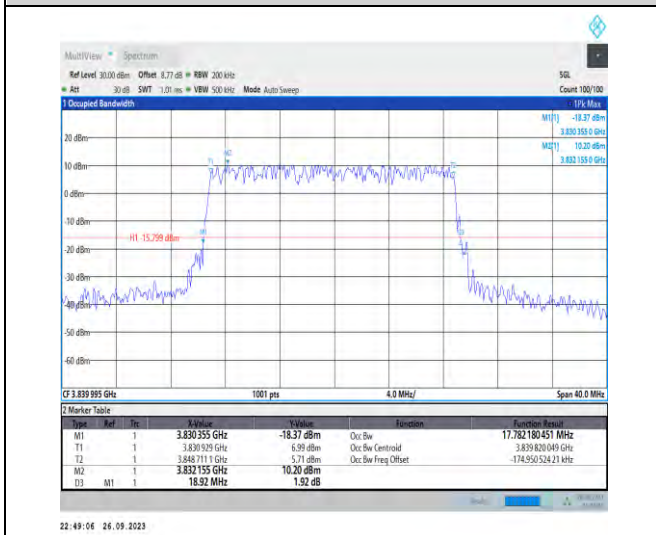 MultiView Spectrum
Ref Level 30.00 dBm Offset 8.77 dB RBW 200 kHz SGL
Att 30 dB SWT 1.01 ms VBW 500 kHz Mode Auto Sweep Count 100/100
1 Occupied Bandwidth 1Pk Max
M1[1] -18.37 dBm
3.830 355 0 GHz
20 dBm
M2[1] 10.20 dBm
3.832 155 0 GHz
M2
T1
10 dBm
0 dBm
-10 dBm
H1 -15.799 dBm
-20 dBm
-30 dBm
-40 dBm
-50 dBm
-60 dBm
CF 3.839 995 GHz 1001 pts 4.0 MHz/ Span 40.0 MHz
2 Marker Table
Type Ref Trc X-Value Y-Value Function Function Result
M1 1 3.830 355 GHz -18.37 dBm Occ Bw 17.782 180 451 MHz
T1 1 3.830 929 GHz 6.99 dBm Occ Bw Centroid 3.839 820 049 GHz
T2 1 3.848 711 1 GHz 5.71 dBm Occ Bw Freq Offset -174.950 524 21 kHz
M2 1 3.832 155 GHz 10.20 dBm
D3 M1 1 18.92 MHz 1.92 dB
22:49:06 26.09.2023